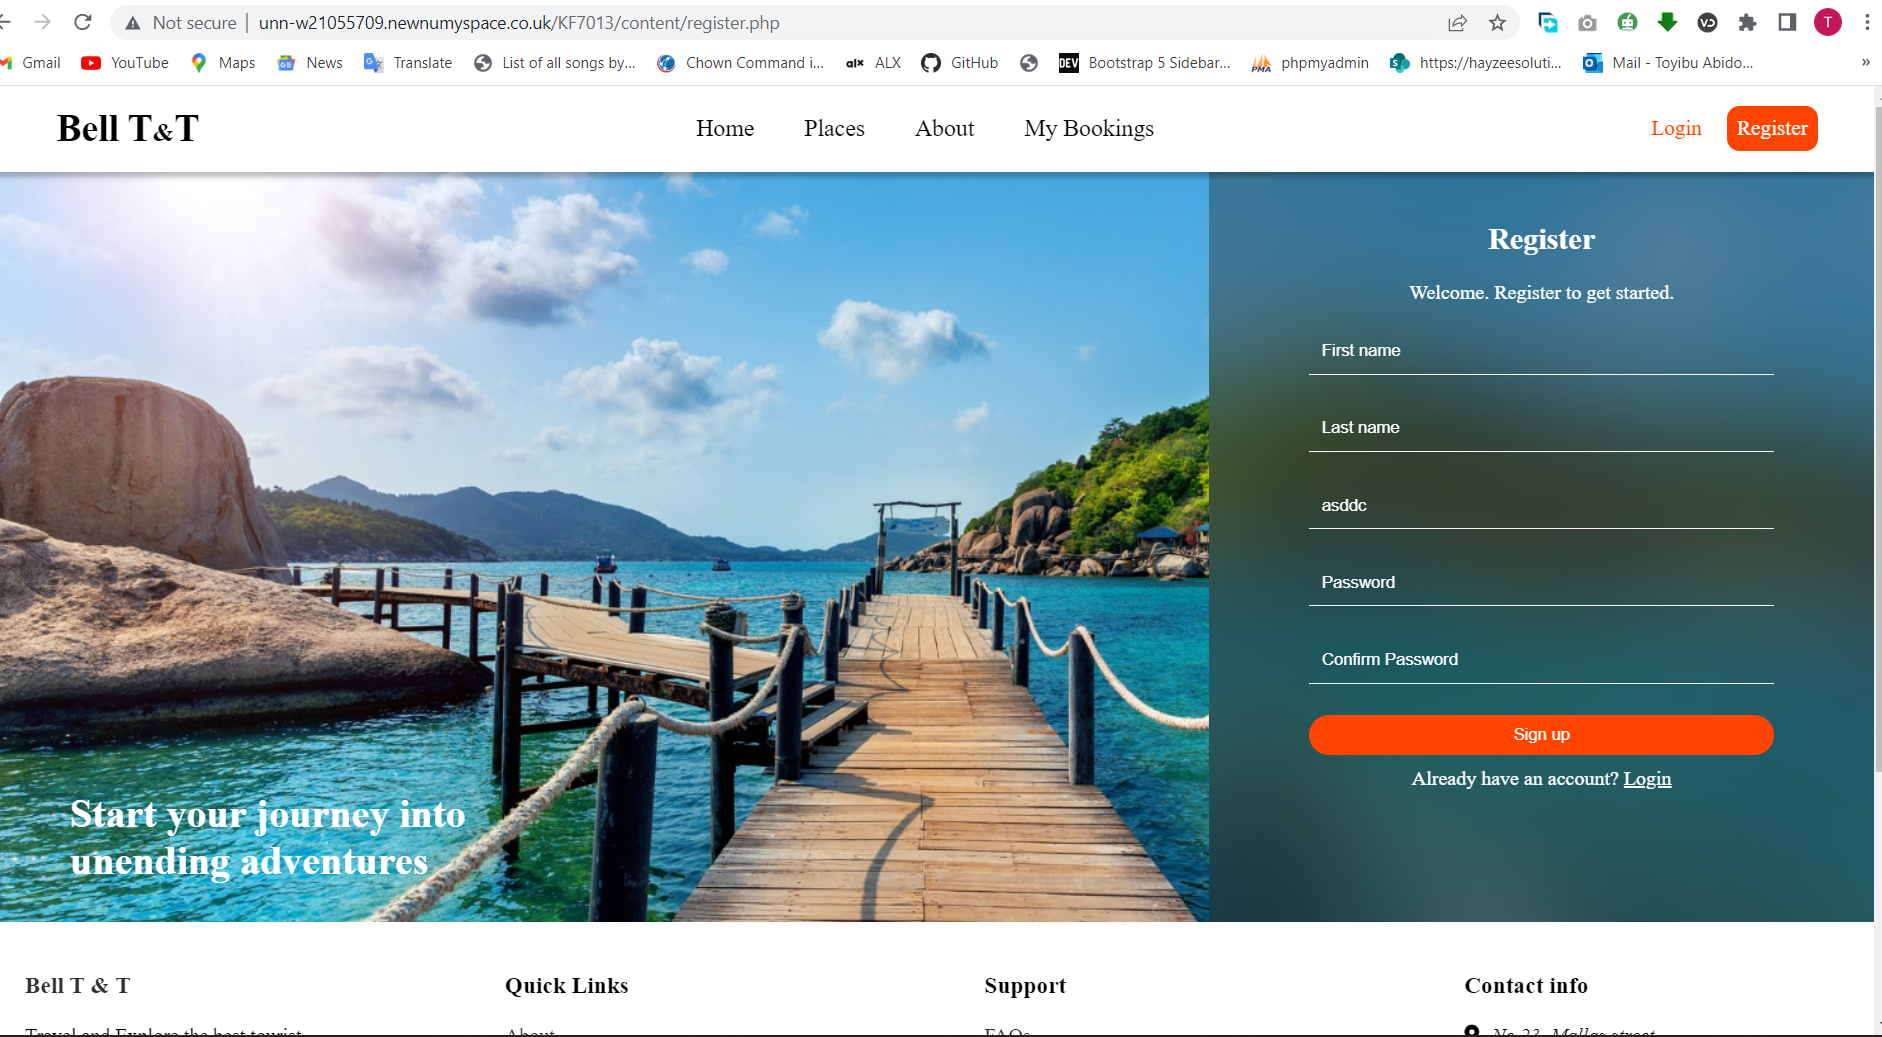 Not secure | unn-w21055709.newnumyspace.co.uk/KF7013/content/register.php
T
Gmail YouTube Maps News Translate List of all songs by... Chown Command i... alx ALX GitHub DEV Bootstrap 5 Sidebar... PMA phpmyadmin https://hayzeesoluti... Mail - Toyibu Abido... »
Bell T&T
Home Places About My Bookings
Login Register
Register
Welcome. Register to get started.
First name
Last name
asddc
Password
Confirm Password
Sign up
Already have an account? Login
Start your journey into
unending adventures
Bell T & T
Travel and Explore the best tourist
Quick Links
About
Support
FAQs
Contact info
No 23, Mallas street